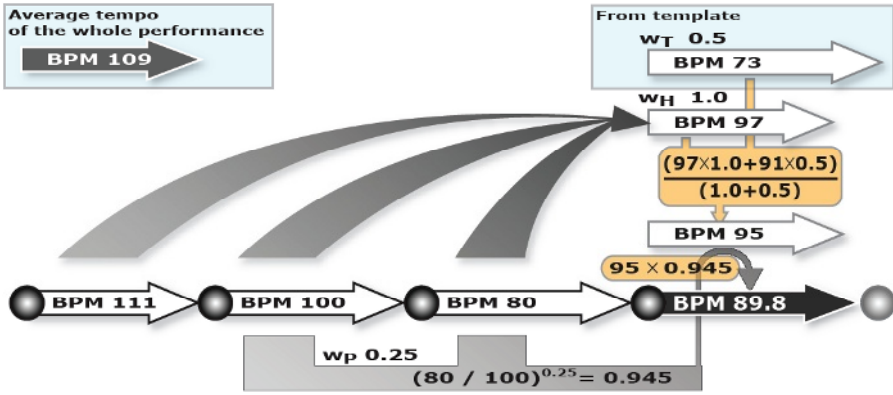 Average tempo
of the whole performance
BPM 109
From template
wT 0.5
BPM 73
wH 1.0
BPM 97
(97×1.0+91×0.5)
(1.0+0.5)
BPM 95
95 × 0.945
BPM 111
BPM 100
BPM 80
BPM 89.8
wP 0.25
(80 / 100)^0.25 = 0.945